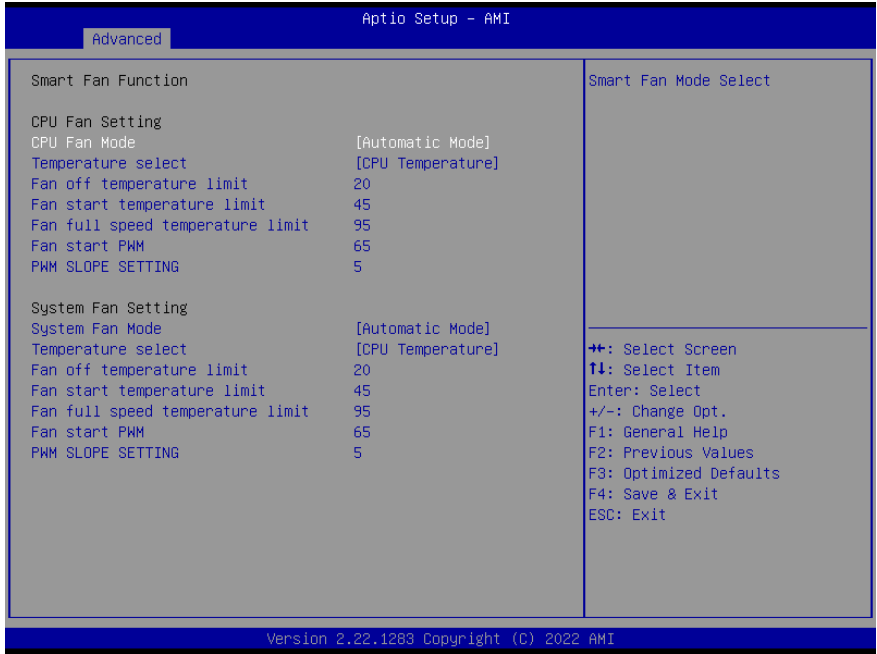 Aptio Setup – AMI
Advanced
Smart Fan Function
CPU Fan Setting
CPU Fan Mode [Automatic Mode]
Temperature select [CPU Temperature]
Fan off temperature limit 20
Fan start temperature limit 45
Fan full speed temperature limit 95
Fan start PWM 65
PWM SLOPE SETTING 5
System Fan Setting
System Fan Mode [Automatic Mode]
Temperature select [CPU Temperature]
Fan off temperature limit 20
Fan start temperature limit 45
Fan full speed temperature limit 95
Fan start PWM 65
PWM SLOPE SETTING 5
Smart Fan Mode Select
→←: Select Screen
↑↓: Select Item
Enter: Select
+/-: Change Opt.
F1: General Help
F2: Previous Values
F3: Optimized Defaults
F4: Save & Exit
ESC: Exit
Version 2.22.1283 Copyright (C) 2022 AMI